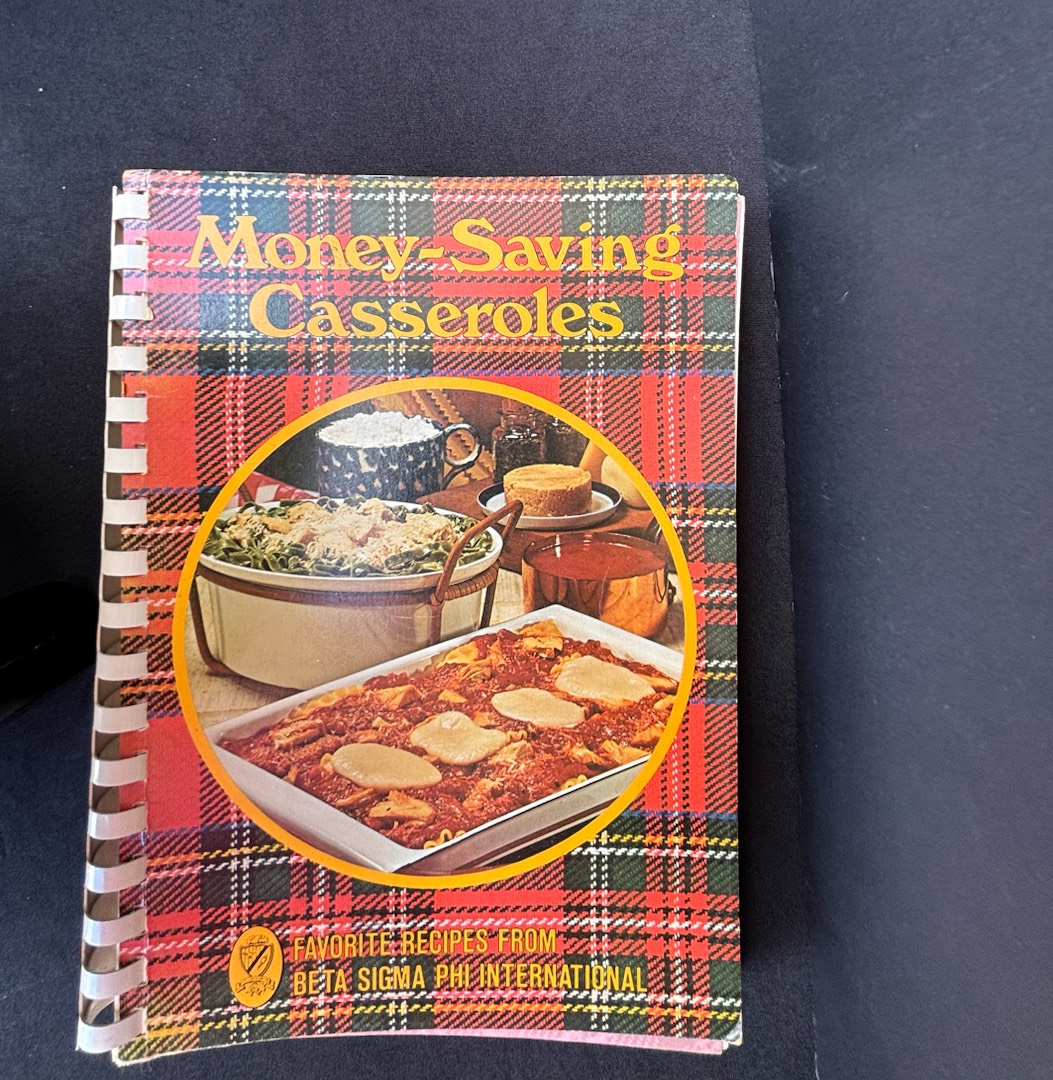 Money-Saving
Casseroles
FAVORITE RECIPES FROM
BETA SIGMA PHI INTERNATIONAL